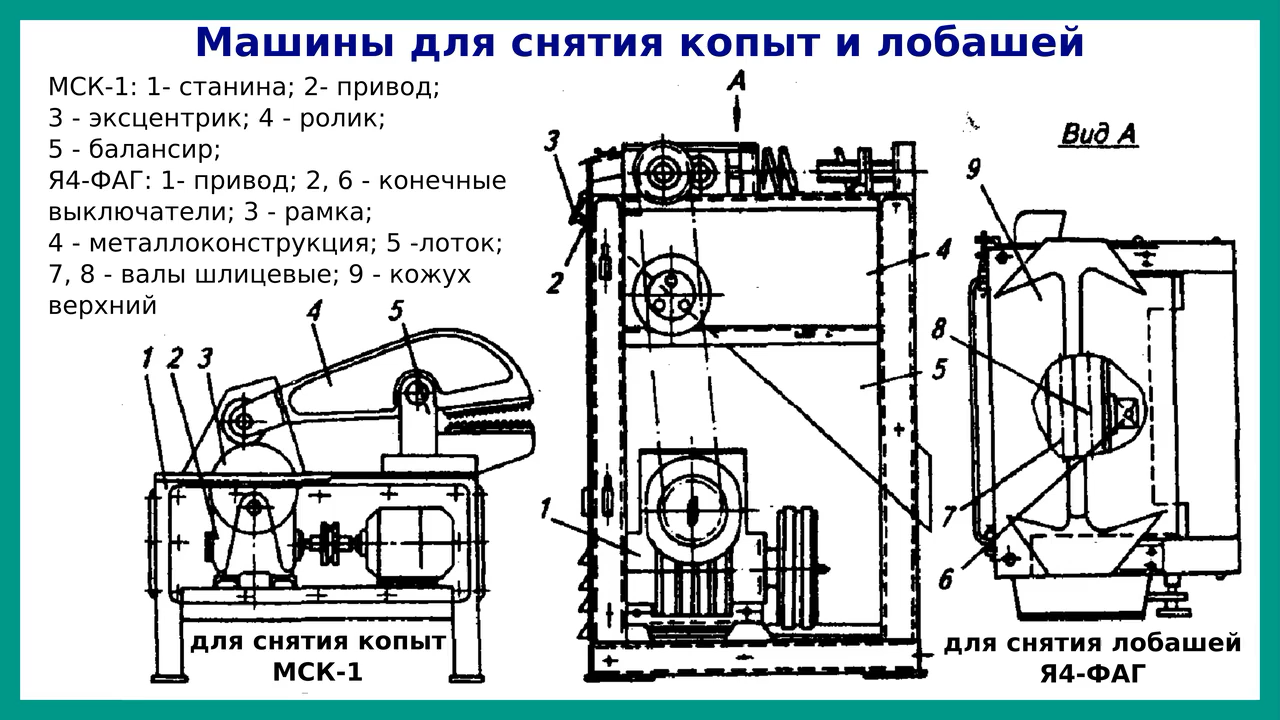 Машины для снятия копыт и лобашей
МСК-1: 1- станина; 2- привод;
3 - эксцентрик; 4 - ролик;
5 - балансир;
Я4-ФАГ: 1- привод; 2, 6 - конечные
выключатели; 3 - рамка;
4 - металлоконструкция; 5 -лоток;
7, 8 - валы шлицевые; 9 - кожух
верхний
1 2 3
4
5
для снятия копыт
МСК-1
А
3
2
1
4
5
Вид А
9
8
7
6
для снятия лобашей
Я4-ФАГ